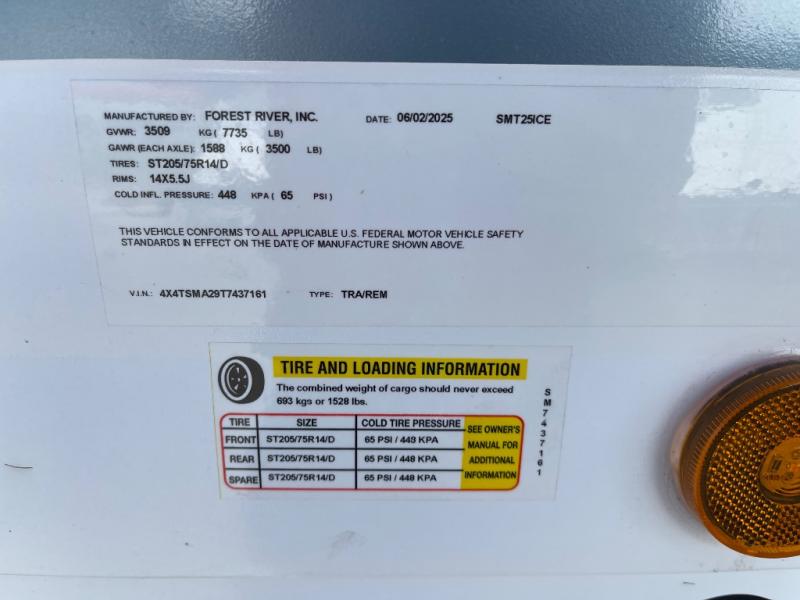 MANUFACTURED BY: FOREST RIVER, INC. DATE: 06/02/2025 SMT25ICE
GVWR: 3509 KG ( 7735 LB)
GAWR (EACH AXLE): 1588 KG ( 3500 LB)
TIRES: ST205/75R14/D
RIMS: 14X5.5J
COLD INFL. PRESSURE: 448 KPA ( 65 PSI )
THIS VEHICLE CONFORMS TO ALL APPLICABLE U.S. FEDERAL MOTOR VEHICLE SAFETY
STANDARDS IN EFFECT ON THE DATE OF MANUFACTURE SHOWN ABOVE.
V.I.N.: 4X4TSMA29T7437161 TYPE: TRA/REM
TIRE AND LOADING INFORMATION
The combined weight of cargo should never exceed
693 kgs or 1528 lbs.
TIRE SIZE COLD TIRE PRESSURE
FRONT ST205/75R14/D 65 PSI / 448 KPA
REAR ST205/75R14/D 65 PSI / 448 KPA
SPARE ST205/75R14/D 65 PSI / 448 KPA
SEE OWNER'S
MANUAL FOR
ADDITIONAL
INFORMATION
SM7437161